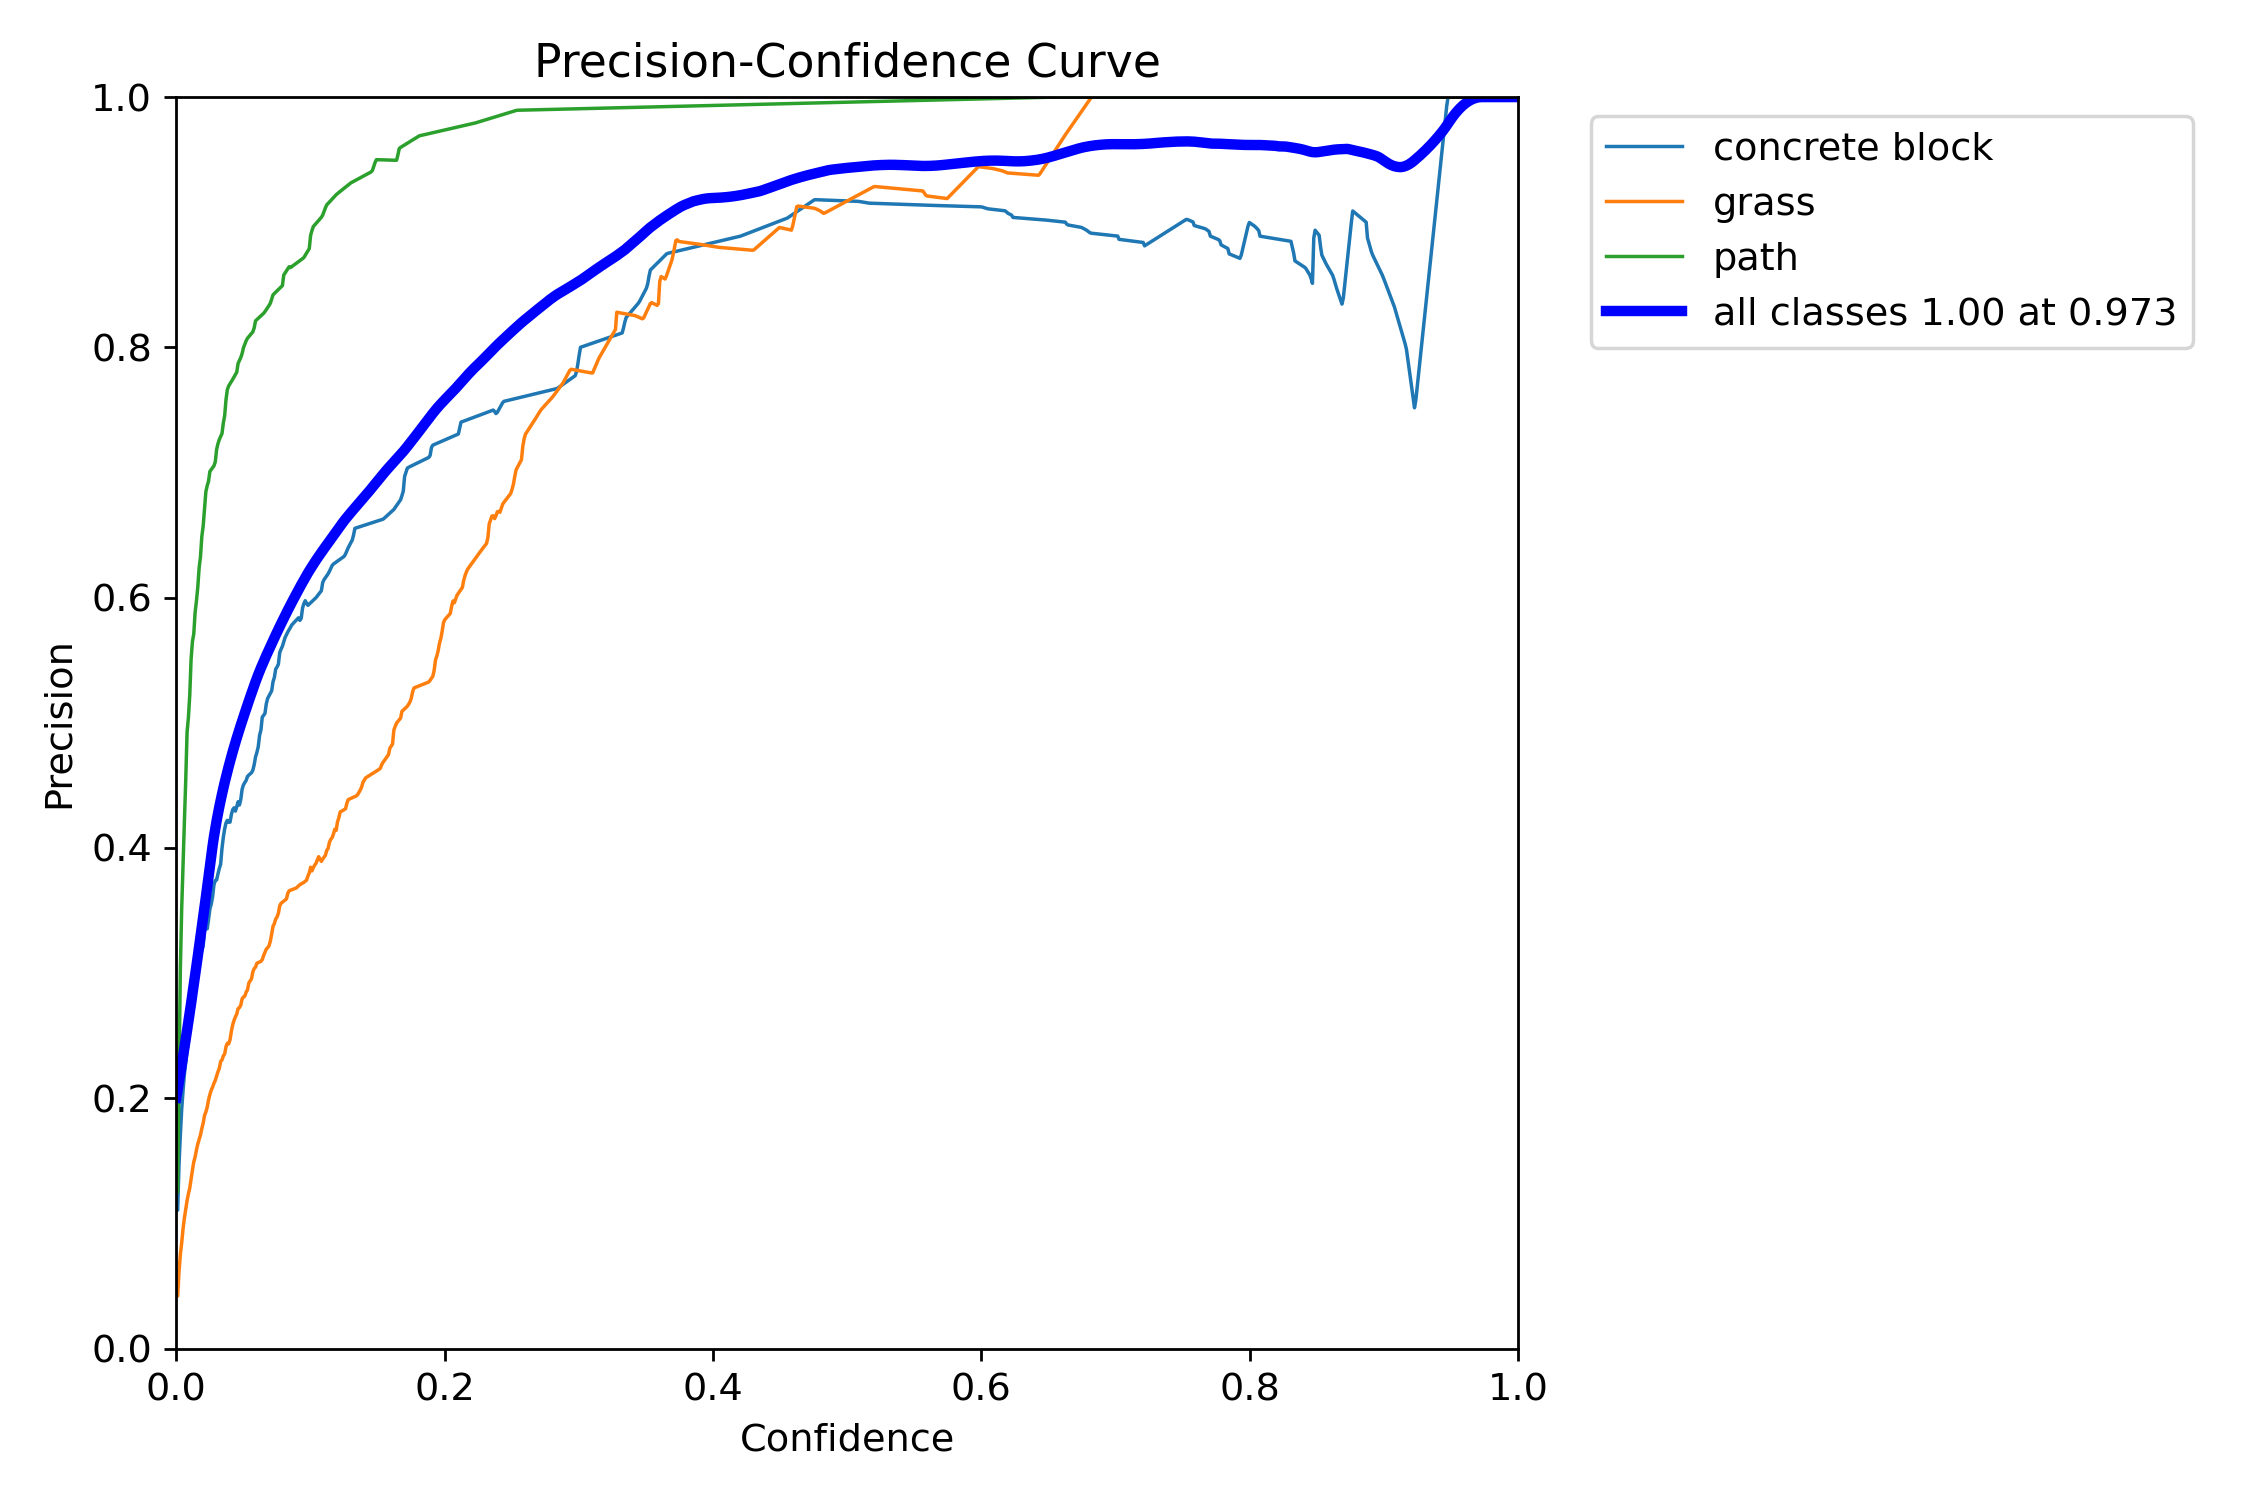 Precision-Confidence Curve
1.0
0.8
0.6
0.4
0.2
0.0
Precision
0.0 0.2 0.4 0.6 0.8 1.0
Confidence
concrete block
grass
path
all classes 1.00 at 0.973